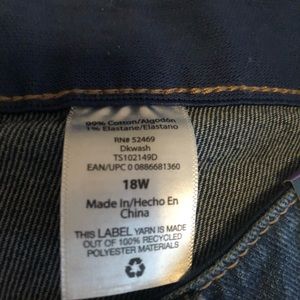 99% Cotton/Algodón
1% Elastane/Elastano
RN# 52469
Dkwash
TS102149D
EAN/UPC 0 0886681360
18W
Made In/Hecho En
China
THIS LABEL YARN IS MADE
OUT OF 100% RECYCLED
POLYESTER MATERIALS